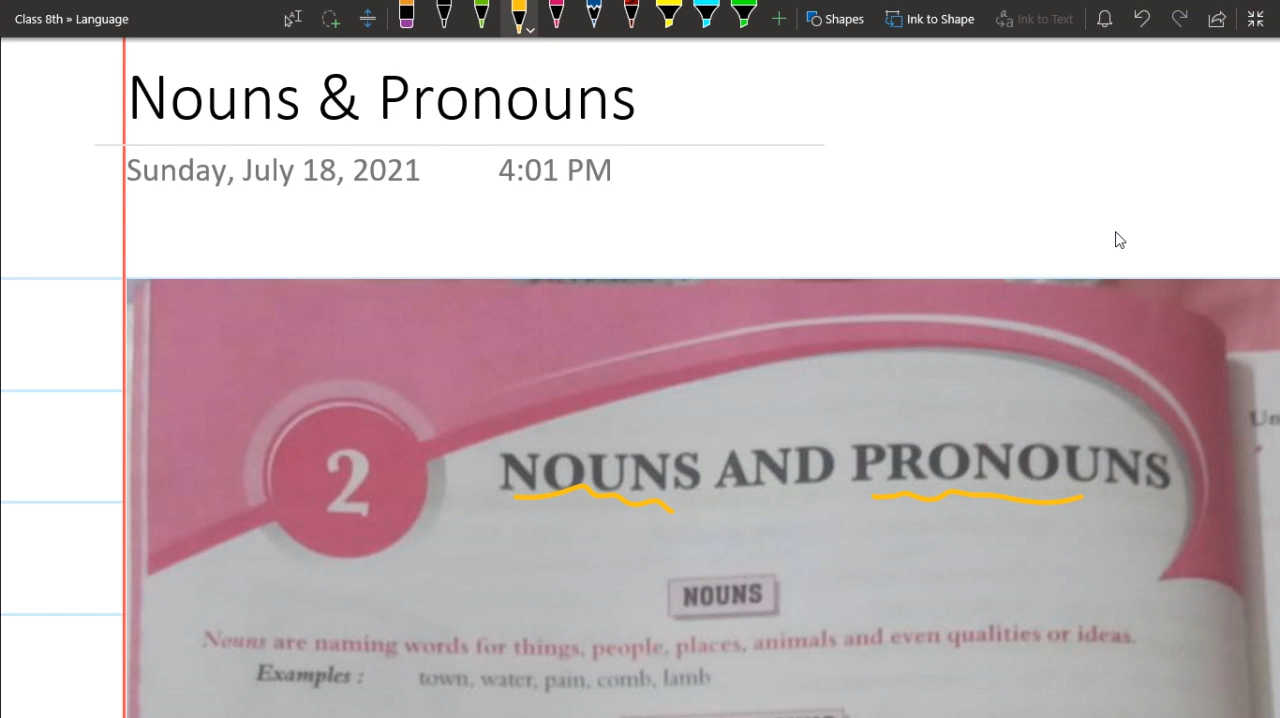 Class 8th » Language
Shapes
Ink to Shape
Ink to Text
Nouns & Pronouns
Sunday, July 18, 2021 4:01 PM
2
NOUNS AND PRONOUNS
NOUNS
Nouns are naming words for things, people, places, animals and even qualities or ideas.
Examples : town, water, pain, comb, lamb